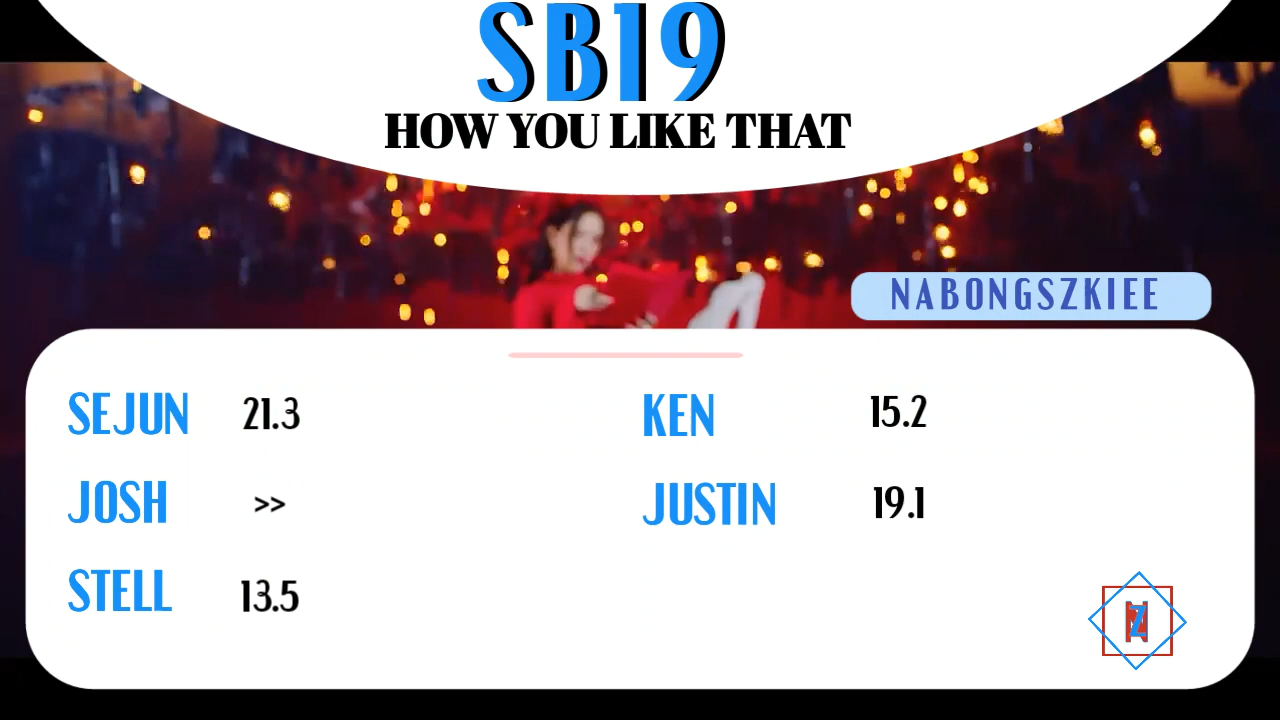 SB19
HOW YOU LIKE THAT
NABONGSZKIEE
SEJUN 21.3
KEN 15.2
JOSH >>
JUSTIN 19.1
STELL 13.5
NZ